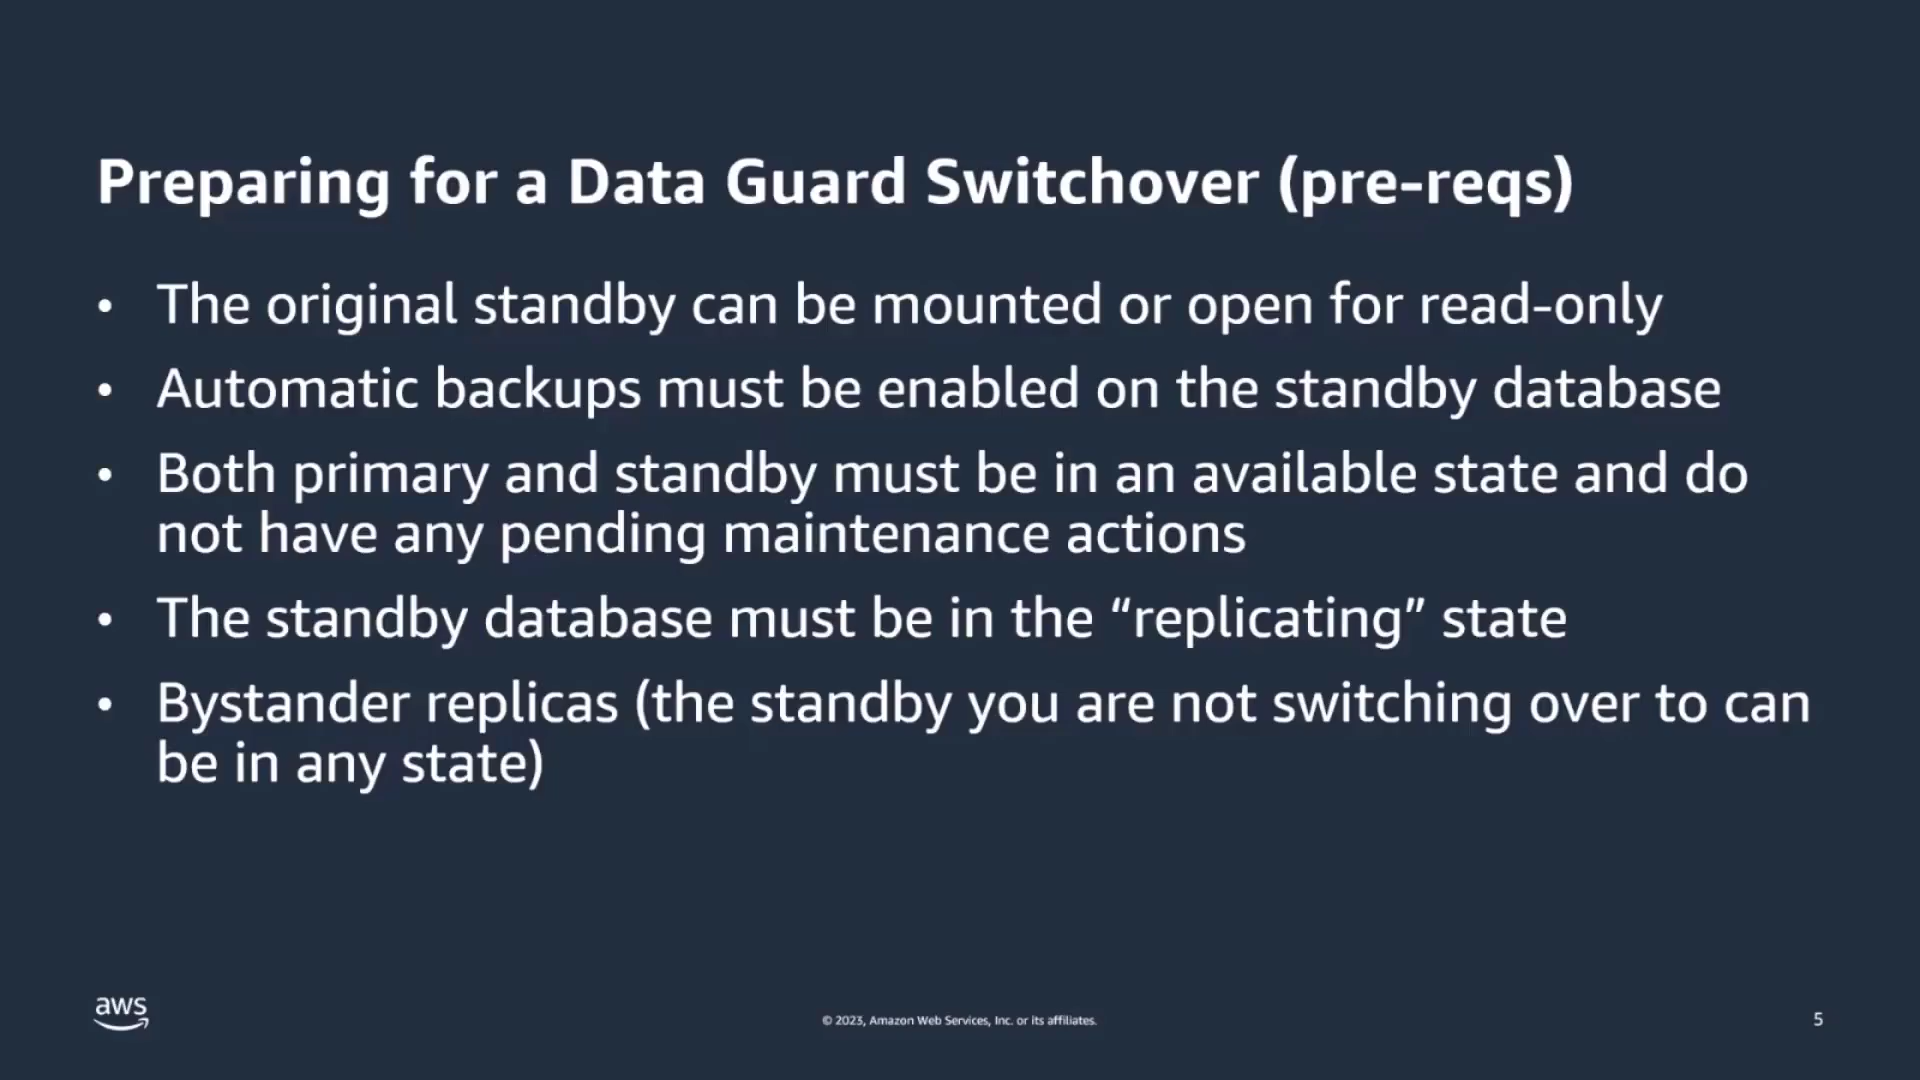 Preparing for a Data Guard Switchover (pre-reqs)
• The original standby can be mounted or open for read-only
• Automatic backups must be enabled on the standby database
• Both primary and standby must be in an available state and do
not have any pending maintenance actions
• The standby database must be in the “replicating” state
• Bystander replicas (the standby you are not switching over to can
be in any state)
aws
© 2023, Amazon Web Services, Inc. or its affiliates.
5